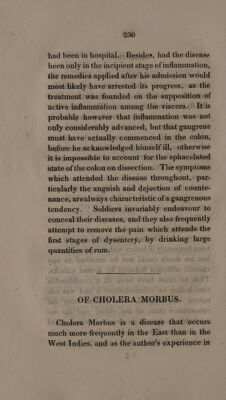 230
had been in hospital. Besides, had the disease
been only in the incipient stage of inflammation,
the remedies applied after his admission would
most likely have arrested its progress, as the
treatment was founded on the supposition of
active inflammation among the viscera. It is
probable however that inflammation was not
only considerably advanced, but that gangrene
must have actually commenced in the colon,
before he acknowledged himself ill, otherwise
it is impossible to account for the sphacelated
state of the colon on dissection. The symptoms
which attended the disease throughout, par-
ticularly the anguish and dejection of counte-
nance, are always characteristic of a gangrenous
tendency. Soldiers invariably endeavour to
conceal their diseases, and they also frequently
attempt to remove the pain which attends the
first stages of dysentery, by drinking large
quantities of rum.
OF CHOLERA MORBUS.
Cholera Morbus is a disease that occurs
much more frequently in the East than in the
West Indies, and as the author's experience in